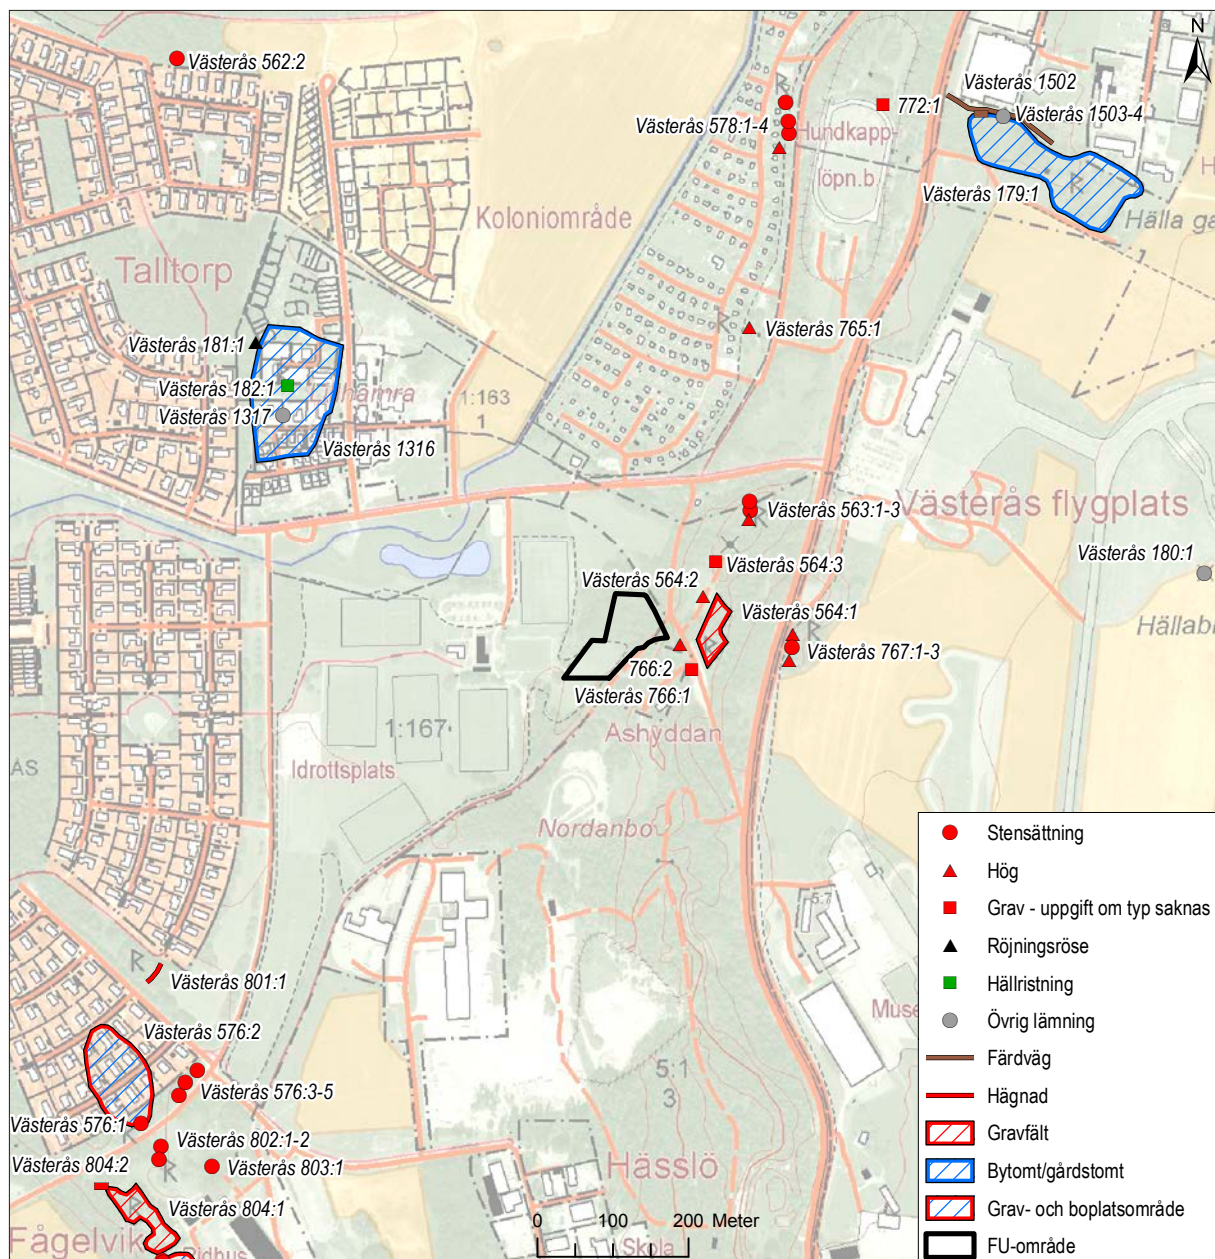 N
Västerås 562:2
Västerås 1502
772:1
Västerås 1503-4
Västerås 578:1-4
Hundkapp-
löpn.b
Västerås 179:1
Koloniområde
Talltorp
Västerås 765:1
Västerås 181:1
Västerås 182:1
1:163
1
Västerås 1317
Västerås 1316
Västerås flygplats
Västerås 563:1-3
Västerås 180:1
Västerås 564:3
Västerås 564:2
Västerås 564:1
Västerås 767:1-3
766:2
Västerås 766:1
1:167
Ashyddan
Idrottsplats
Nordanbo
Stensättning
Hög
Grav - uppgift om typ saknas
Röjningsröse
Hällristning
Övrig lämning
Färdväg
Hägnad
Gravfält
Bytomt/gårdstomt
Grav- och boplatsområde
FU-område
Västerås 801:1
Västerås 576:2
5:1
3
Västerås 576:3-5
Västerås 576:1
Västerås 802:1-2
Västerås 804:2
Västerås 803:1
Hässlö
Västerås 804:1
0 100 200 Meter
Fågelvik
Ridhus
Skola